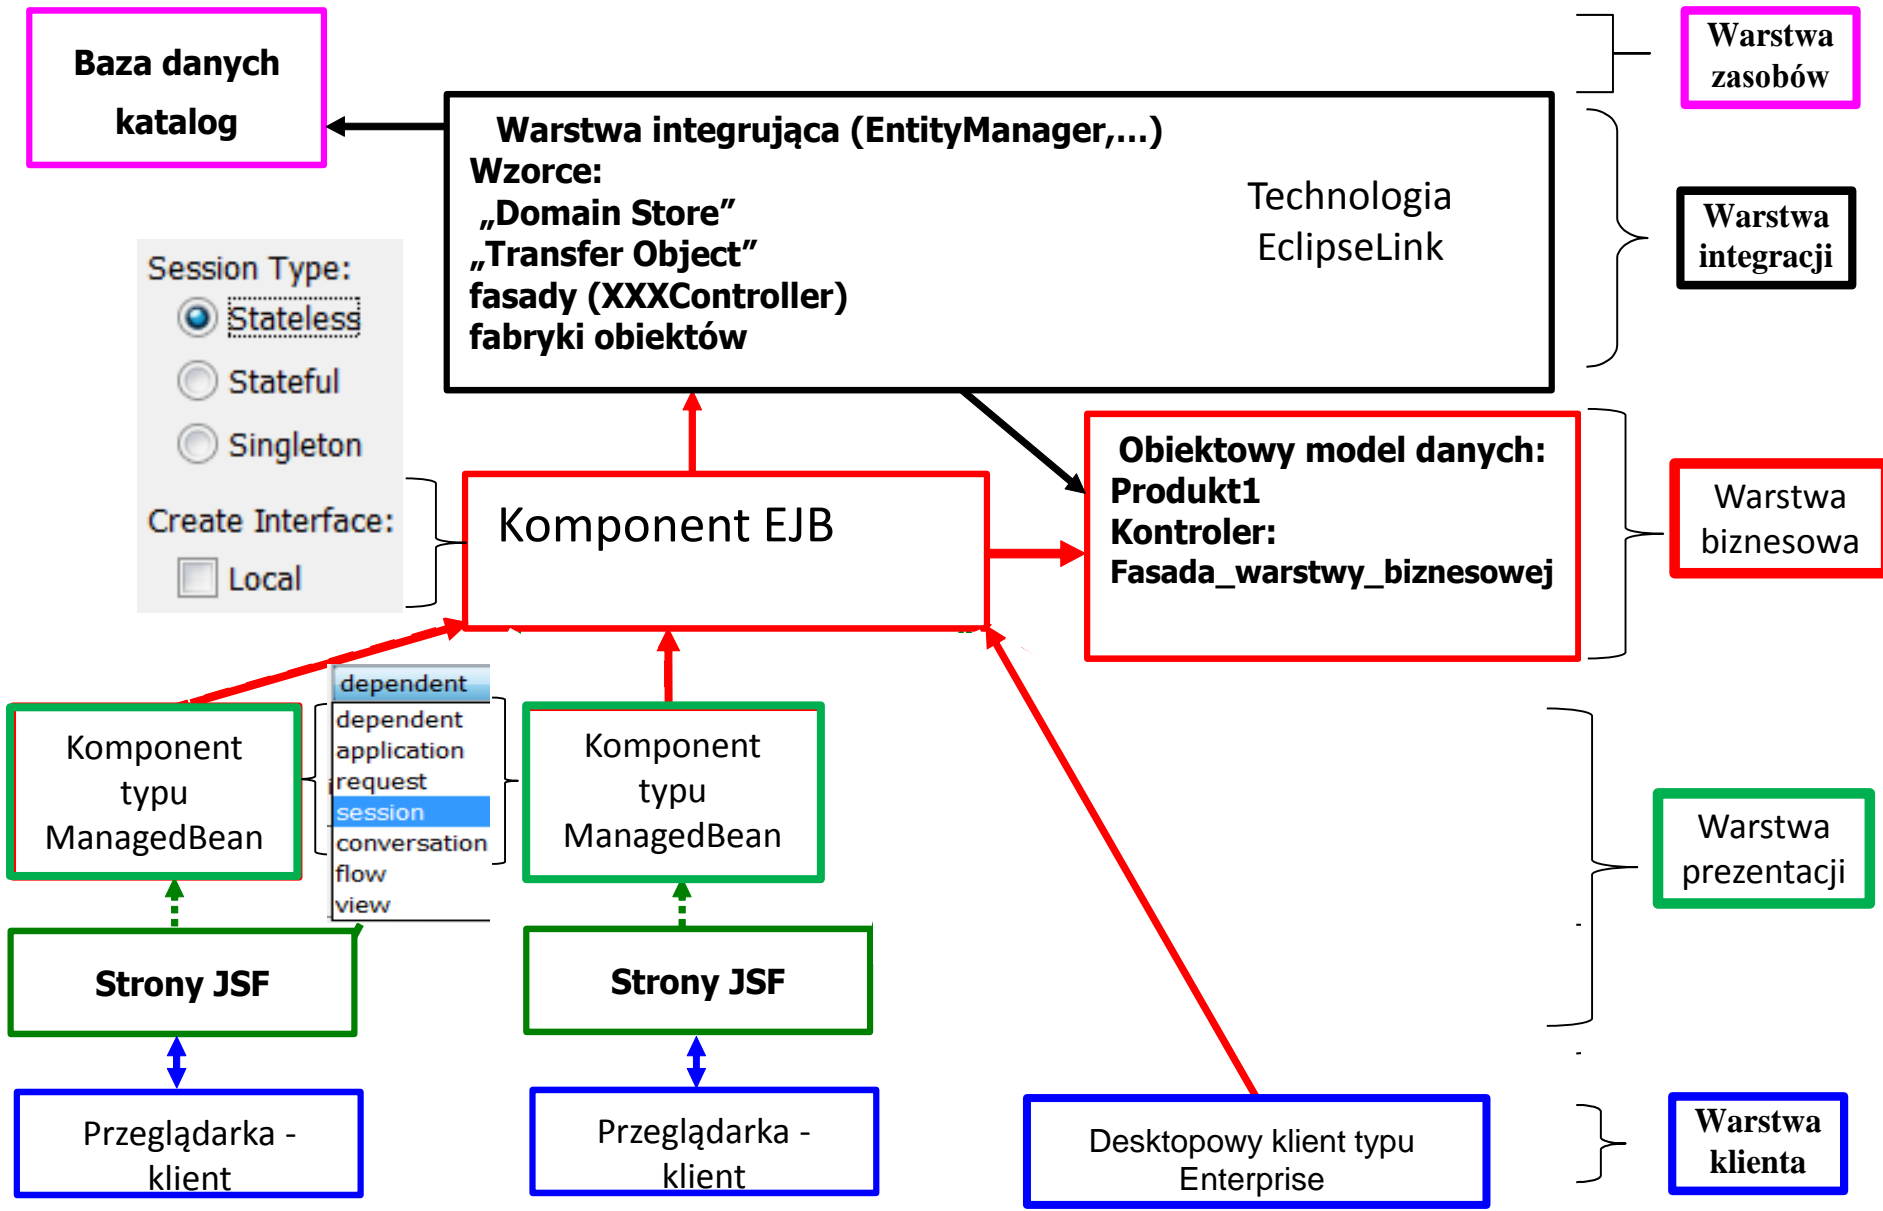 Baza danych
katalog
Warstwa
zasobów
Warstwa integrująca (EntityManager,...)
Wzorce:
„Domain Store”
„Transfer Object”
fasady (XXXController)
fabryki obiektów
Technologia
EclipseLink
Warstwa
integracji
Session Type:
Stateless
Stateful
Singleton
Create Interface:
Local
Komponent EJB
Obiektowy model danych:
Produkt1
Kontroler:
Fasada_warstwy_biznesowej
Warstwa
biznesowa
Komponent
typu
ManagedBean
dependent
dependent
application
request
session
conversation
flow
view
Komponent
typu
ManagedBean
Warstwa
prezentacji
Strony JSF
Strony JSF
Przeglądarka -
klient
Przeglądarka -
klient
Desktopowy klient typu
Enterprise
Warstwa
klienta